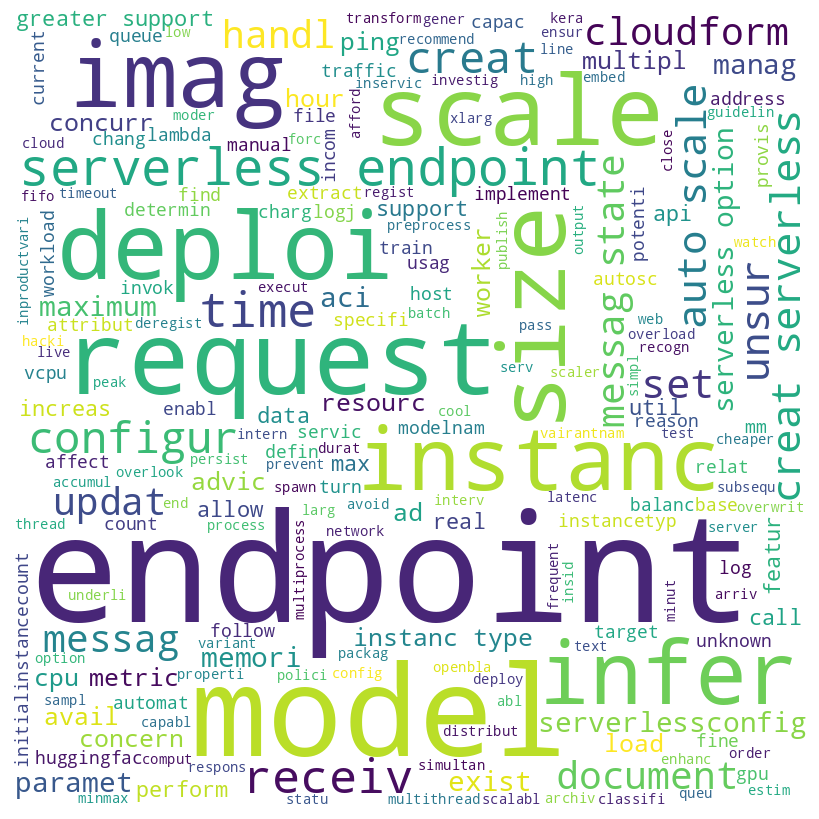 greater support
low
transform
gener
capac
kera
ensur
cloudform
current
queue
handl
ping
recommend
line
creat
multipl
manag
imag
traffic
inservic
investig
high
embed
moder
hour
scale
address
concurr
file
afford
xlarg
guidelin
cloud
chang
lambda
manual
forc
incom
close
provis
serverless endpoint
auto scale
serverless option
creat serverless
fifo
timeout
find
extract
regist
implement
message state
potenti
determin
charg
logj
support
api
workload
deploi
preprocess
worker
publish
size
output
train
usag
unsur
watch
inproductvari
invok
execut
host
autosc
maximum
time
aci
batch
web
attribut
deregist
specifi
pass
overload
hacki
live
request
recogn
serv
scaler
simpl
vcpu
peak
set
resourc
util
increas
enabl
data
cool
reason
configur
intern
servic
modelnam
vairantnam
test
cheaper
defin
instanc
mm
affect
persist
durat
relat
overlook
prevent
max
accumul
advic
subsequ
end
spawn
turn
latenc
updat
allow
larg
avoid
interv
balanc
base
overwrit
thread
count
process
ad
real
instancetyp
server
network
endpoint
featur
initialinstancecount
multiprocess
frequent
insid
log
underli
minut
arriv
messag
follow
instanc type
target
call
variant
text
unknown
option
memori
packag
infer
cpu
metric
properti
polici
config
openbla
deploy
model
sampl
automat
abl
avail
capabl
distribut
serverlessconfig
concern
load
fine
huggingfac
comput
respons
simultan
enhanc
order
paramet
receiv
exist
document
gpu
perform
queu
estim
minmax
statu
multithread
scalabl
archiv
classifi